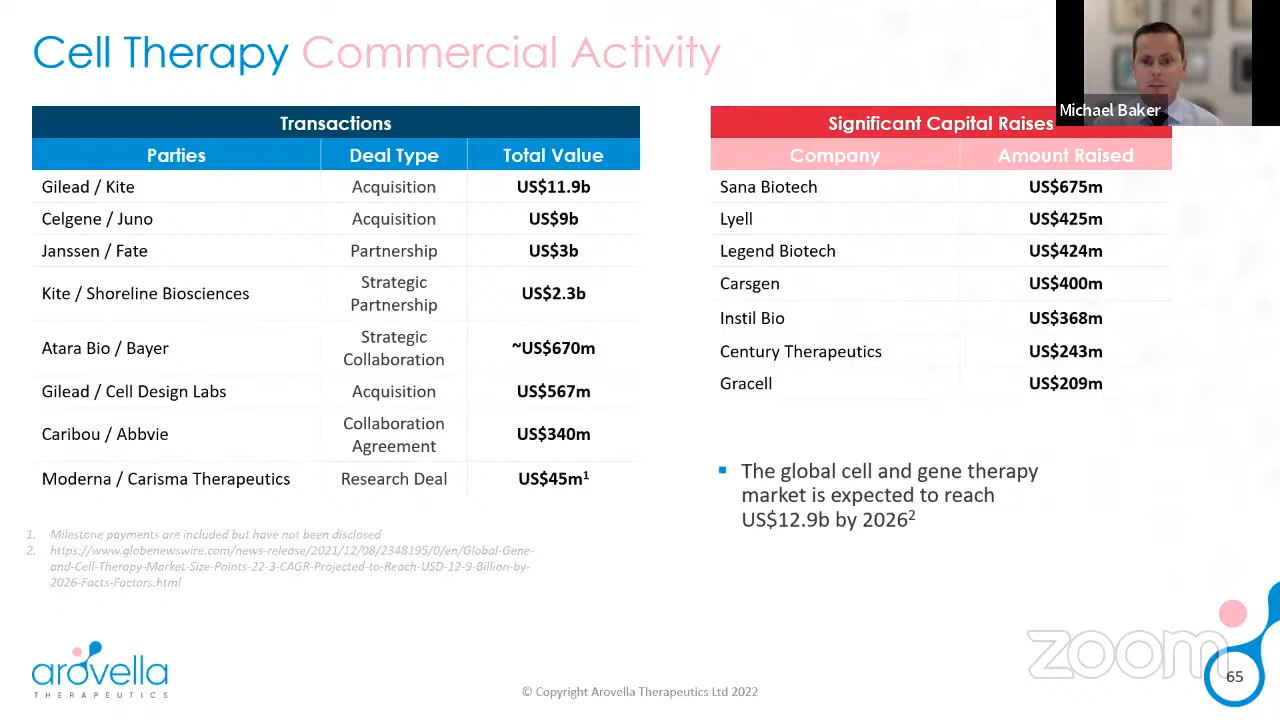 Cell Therapy Commercial Activity
Michael Baker
Transactions
Parties Deal Type Total Value
Gilead / Kite Acquisition US$11.9b
Celgene / Juno Acquisition US$9b
Janssen / Fate Partnership US$3b
Kite / Shoreline Biosciences Strategic Partnership US$2.3b
Atara Bio / Bayer Strategic Collaboration ~US$670m
Gilead / Cell Design Labs Acquisition US$567m
Caribou / Abbvie Collaboration Agreement US$340m
Moderna / Carisma Therapeutics Research Deal US$45m¹
Significant Capital Raises
Company Amount Raised
Sana Biotech US$675m
Lyell US$425m
Legend Biotech US$424m
Carsgen US$400m
Instil Bio US$368m
Century Therapeutics US$243m
Gracell US$209m
▪ The global cell and gene therapy
market is expected to reach
US$12.9b by 2026²
1. Milestone payments are included but have not been disclosed
2. https://www.globenewswire.com/news-release/2021/12/08/2348195/0/en/Global-Gene-
and-Cell-Therapy-Market-Size-Points-22-3-CAGR-Projected-to-Reach-USD-12-9-Billion-by-
2026-Facts-Factors.html
arovella
THERAPEUTICS
© Copyright Arovella Therapeutics Ltd 2022
zoom
65